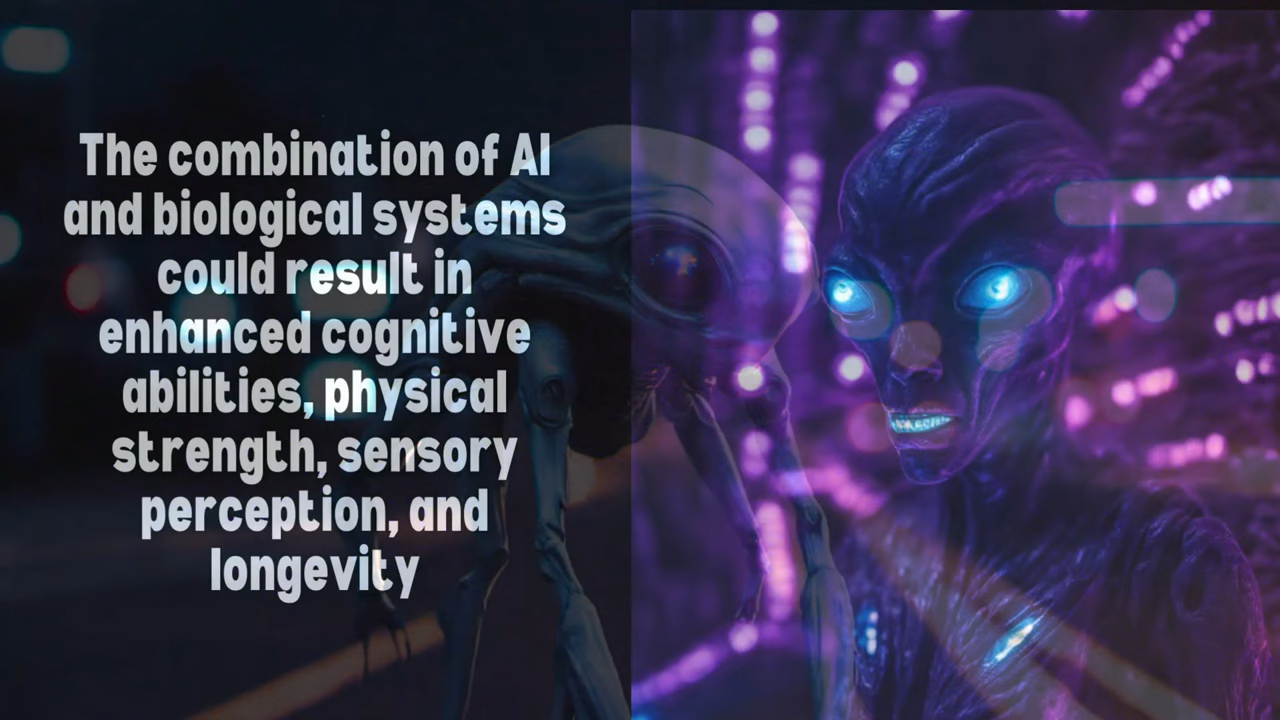 The combination of AI
and biological systems
could result in
enhanced cognitive
abilities, physical
strength, sensory
perception, and
longevity